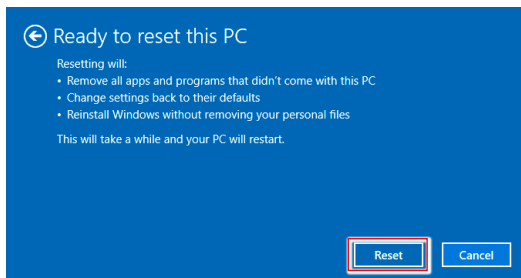 Ready to reset this PC
Resetting will:
• Remove all apps and programs that didn't come with this PC
• Change settings back to their defaults
• Reinstall Windows without removing your personal files
This will take a while and your PC will restart.
Reset Cancel